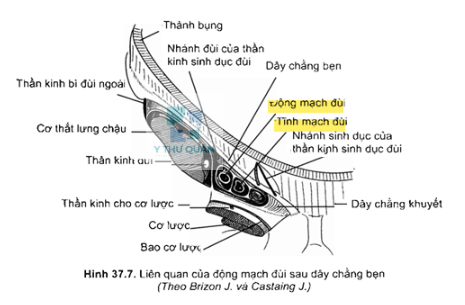 Thành bụng
Nhánh đùi của thần
kinh sinh dục đùi
Dây chằng bẹn
Thần kinh bì đùi ngoài
Động mạch đùi
Tĩnh mạch đùi
Cơ thắt lưng chậu
Nhánh sinh dục của
thần kinh sinh dục đùi
Y THƯ QUÁN
Thần kinh đùi
Thần kinh cho cơ lược
Dây chằng khuyết
Cơ lược
Bao cơ lược
Hình 37.7. Liên quan của động mạch đùi sau dây chằng bẹn
(Theo Brizon J. và Castaing J.)